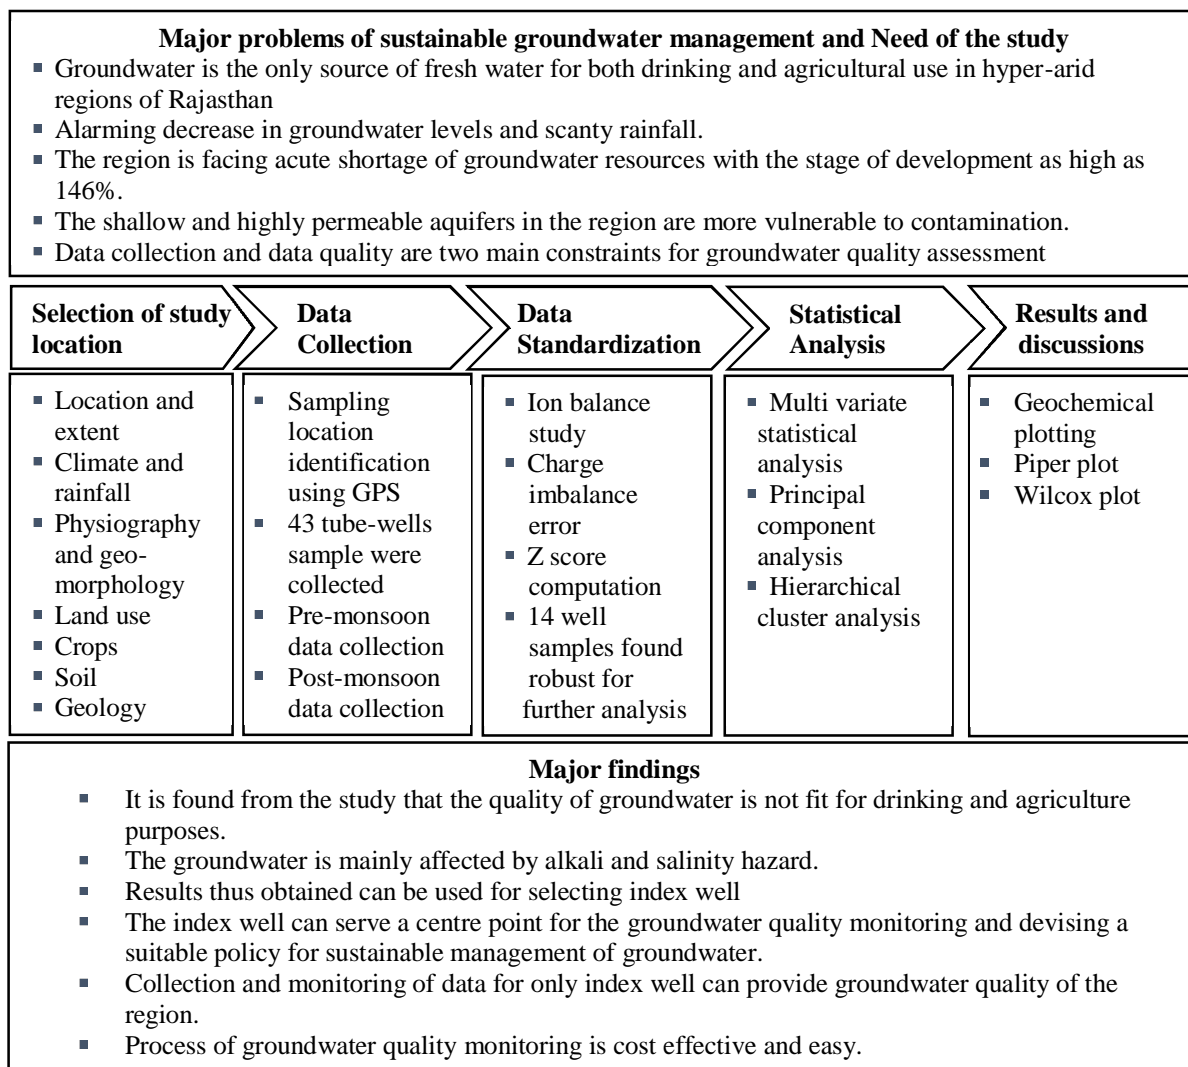 Major problems of sustainable groundwater management and Need of the study
▪ Groundwater is the only source of fresh water for both drinking and agricultural use in hyper-arid
regions of Rajasthan
▪ Alarming decrease in groundwater levels and scanty rainfall.
▪ The region is facing acute shortage of groundwater resources with the stage of development as high as
146%.
▪ The shallow and highly permeable aquifers in the region are more vulnerable to contamination.
▪ Data collection and data quality are two main constraints for groundwater quality assessment
Selection of study
location
Data
Collection
Data
Standardization
Statistical
Analysis
Results and
discussions
▪ Location and
extent
▪ Climate and
rainfall
▪ Physiography
and geo-
morphology
▪ Land use
▪ Crops
▪ Soil
▪ Geology
▪ Sampling
location
identification
using GPS
▪ 43 tube-wells
sample were
collected
▪ Pre-monsoon
data collection
▪ Post-monsoon
data collection
▪ Ion balance
study
▪ Charge
imbalance
error
▪ Z score
computation
▪ 14 well
samples found
robust for
further analysis
▪ Multi variate
statistical
analysis
▪ Principal
component
analysis
▪ Hierarchical
cluster analysis
▪ Geochemical
plotting
▪ Piper plot
▪ Wilcox plot
Major findings
▪ It is found from the study that the quality of groundwater is not fit for drinking and agriculture
purposes.
▪ The groundwater is mainly affected by alkali and salinity hazard.
▪ Results thus obtained can be used for selecting index well
▪ The index well can serve a centre point for the groundwater quality monitoring and devising a
suitable policy for sustainable management of groundwater.
▪ Collection and monitoring of data for only index well can provide groundwater quality of the
region.
▪ Process of groundwater quality monitoring is cost effective and easy.